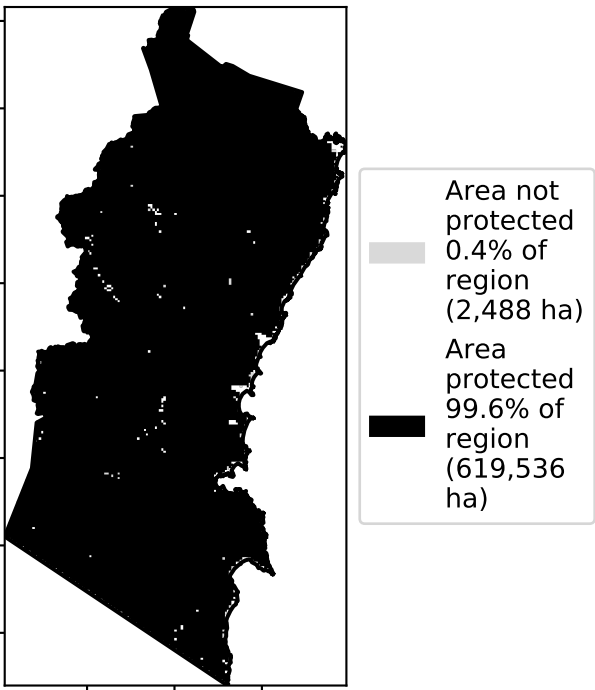 Area not
protected
0.4% of
region
(2,488 ha)
Area
protected
99.6% of
region
(619,536
ha)